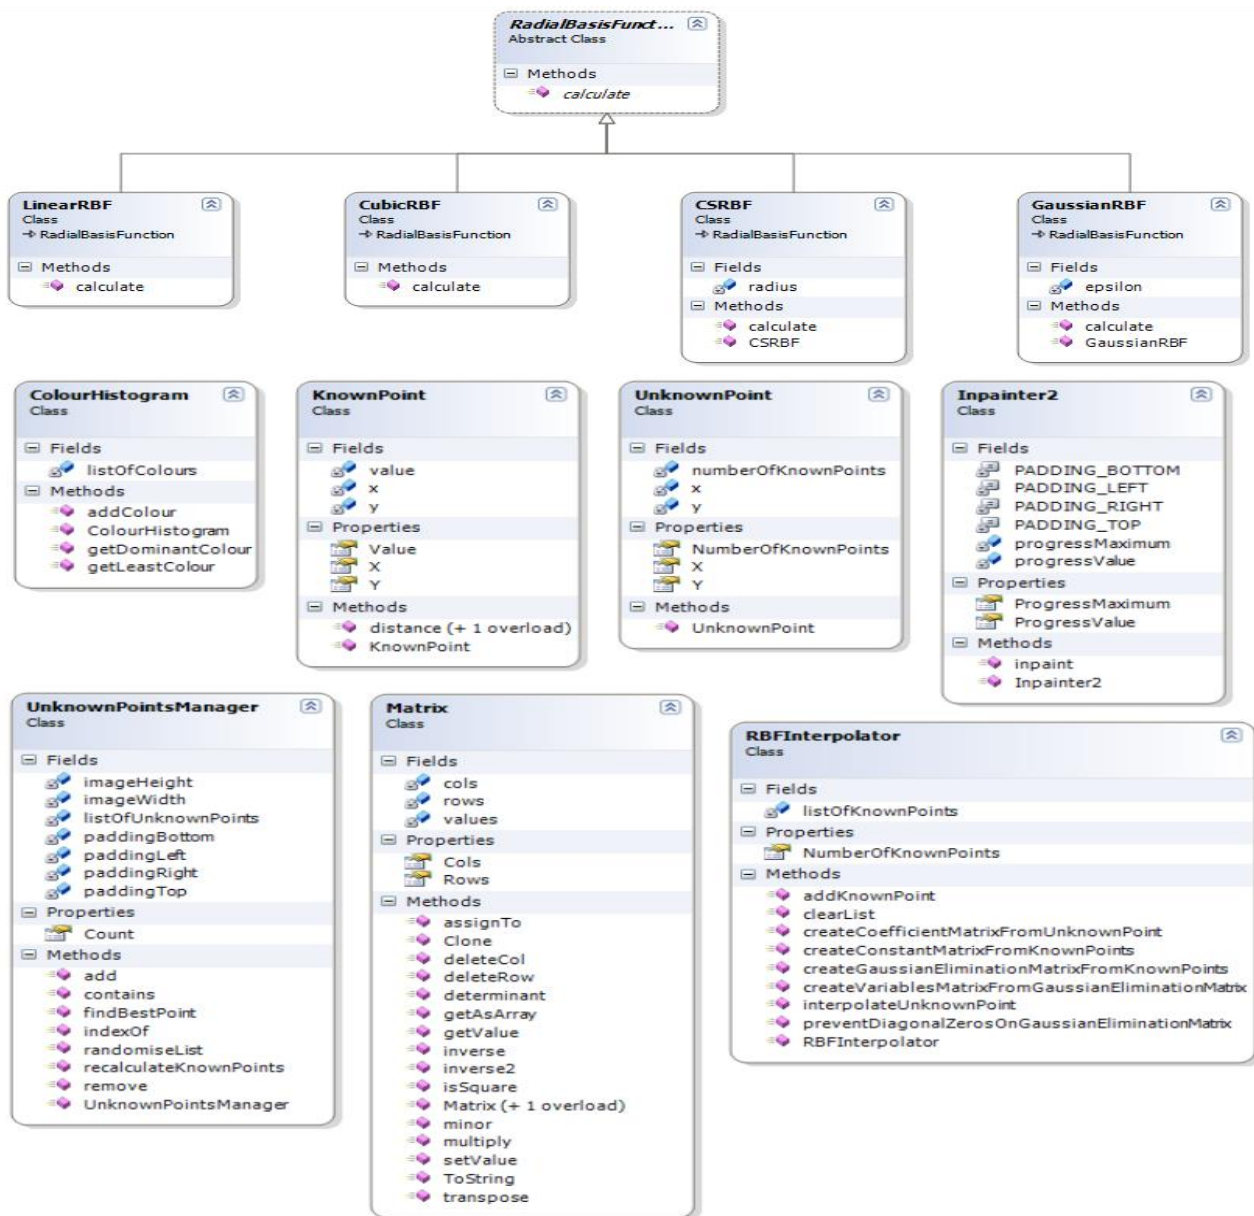 RadialBasisFunct...
Abstract Class
Methods
calculate
LinearRBF
Class
RadialBasisFunction
Methods
calculate
CubicRBF
Class
RadialBasisFunction
Methods
calculate
CSRBF
Class
RadialBasisFunction
Fields
radius
Methods
calculate
CSRBF
GaussianRBF
Class
RadialBasisFunction
Fields
epsilon
Methods
calculate
GaussianRBF
ColourHistogram
Class
Fields
listOfColours
Methods
addColour
ColourHistogram
getDominantColour
getLeastColour
KnownPoint
Class
Fields
value
x
y
Properties
Value
X
Y
Methods
distance (+ 1 overload)
KnownPoint
UnknownPoint
Class
Fields
numberOfKnownPoints
x
y
Properties
NumberOfKnownPoints
X
Y
Methods
UnknownPoint
Inpainter2
Class
Fields
PADDING_BOTTOM
PADDING_LEFT
PADDING_RIGHT
PADDING_TOP
progressMaximum
progressValue
Properties
ProgressMaximum
ProgressValue
Methods
inpaint
Inpainter2
UnknownPointsManager
Class
Fields
imageHeight
imageWidth
listOfUnknownPoints
paddingBottom
paddingLeft
paddingRight
paddingTop
Properties
Count
Methods
add
contains
findBestPoint
indexOf
randomiseList
recalculateKnownPoints
remove
UnknownPointsManager
Matrix
Class
Fields
cols
rows
values
Properties
Cols
Rows
Methods
assignTo
Clone
deleteCol
deleteRow
determinant
getAsArray
getValue
inverse
inverse2
isSquare
Matrix (+ 1 overload)
minor
multiply
setValue
ToString
transpose
RBFInterpolator
Class
Fields
listOfKnownPoints
Properties
NumberOfKnownPoints
Methods
addKnownPoint
clearList
createCoefficientMatrixFromUnknownPoint
createConstantMatrixFromKnownPoints
createGaussianEliminationMatrixFromKnownPoints
createVariablesMatrixFromGaussianEliminationMatrix
interpolateUnknownPoint
preventDiagonalZerosOnGaussianEliminationMatrix
RBFInterpolator